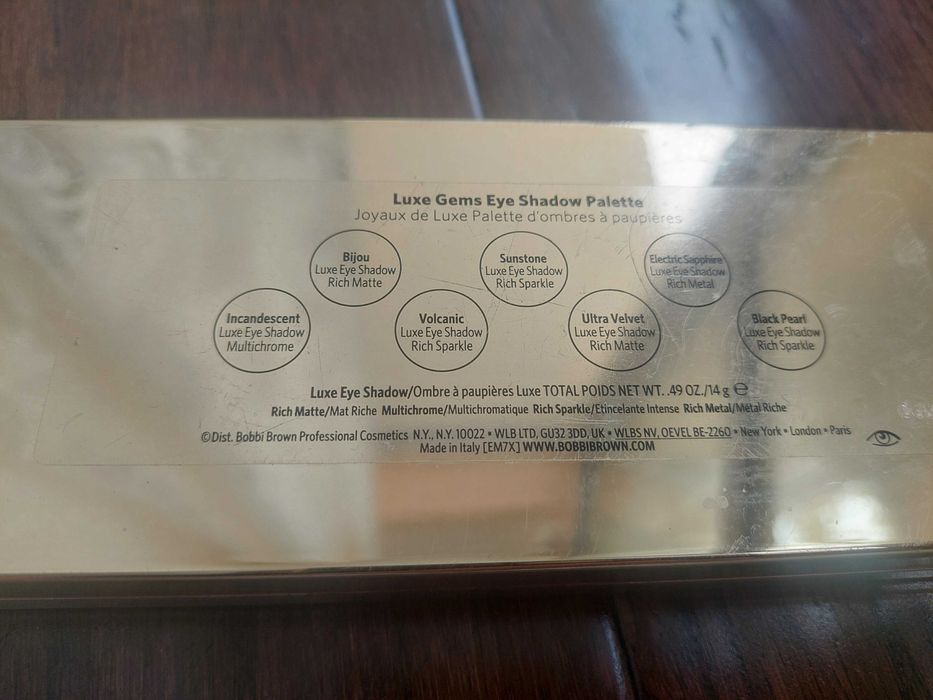 Luxe Gems Eye Shadow Palette
Joyaux de Luxe Palette d'ombres à paupières
Bijou
Luxe Eye Shadow
Rich Matte
Sunstone
Luxe Eye Shadow
Rich Sparkle
Electric Sapphire
Luxe Eye Shadow
Rich Metal
Incandescent
Luxe Eye Shadow
Multichrome
Volcanic
Luxe Eye Shadow
Rich Sparkle
Ultra Velvet
Luxe Eye Shadow
Rich Matte
Black Pearl
Luxe Eye Shadow
Rich Sparkle
Luxe Eye Shadow/Ombre à paupières Luxe TOTAL POIDS NET WT. .49 OZ./14 g ℮
Rich Matte/Mat Riche Multichrome/Multichromatique Rich Sparkle/Etincelante Intense Rich Metal/Métal Riche
©Dist. Bobbi Brown Professional Cosmetics N.Y., N.Y. 10022 • WLB LTD, GU32 3DD, UK • WLBS NV, OEVEL BE-2260 • New York • London • Paris
Made in Italy [EM7X] WWW.BOBBIBROWN.COM